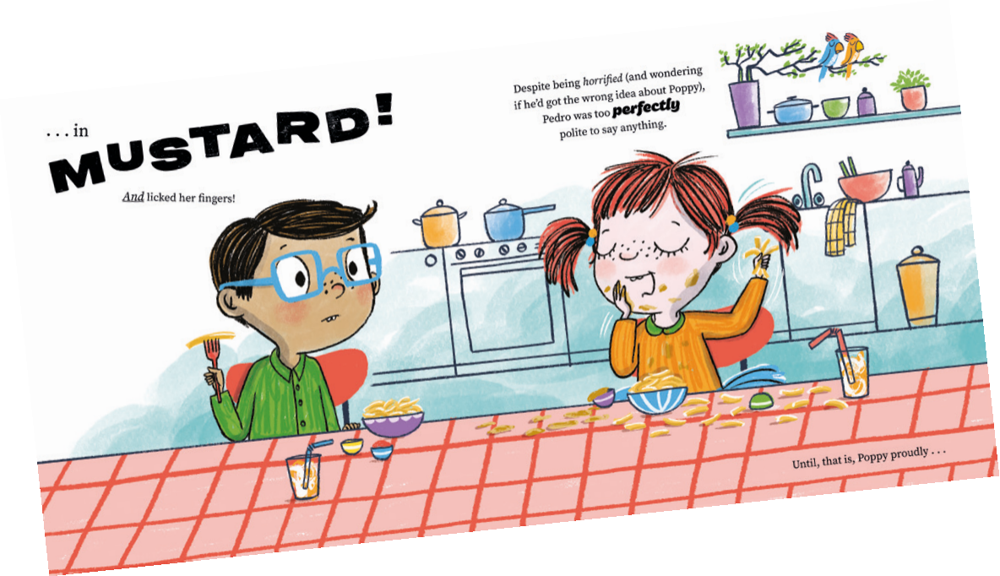 . . . in
MUSTARD!
And licked her fingers!
Despite being horrified (and wondering
if he'd got the wrong idea about Poppy),
Pedro was too perfectly
polite to say anything.
Until, that is, Poppy proudly . . .